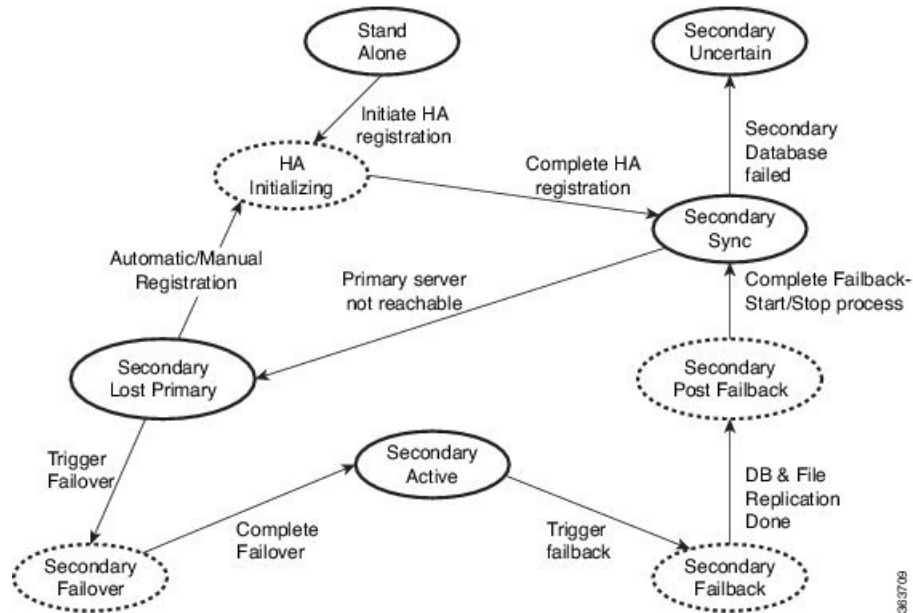 Stand
Alone
Secondary
Uncertain
Initiate HA
registration
HA
Initializing
Complete HA
registration
Secondary
Database
failed
Secondary
Sync
Automatic/Manual
Registration
Primary server
not reachable
Complete Failback-
Start/Stop process
Secondary
Lost Primary
Secondary
Post Failback
Trigger
Failover
Secondary
Active
DB & File
Replication
Done
Complete
Failover
Trigger
failback
Secondary
Failover
Secondary
Failback
363709